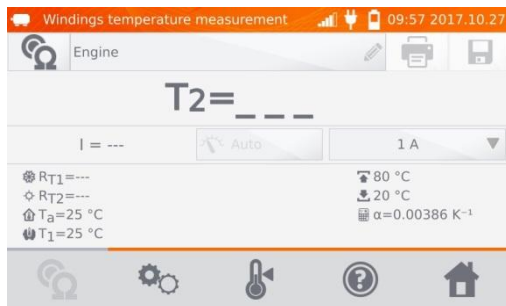 Windings temperature measurement 09:57 2017.10.27
Engine
T2=_ _ _
I = --- Auto 1 A
RT1=--- 80 °C
RT2=--- 20 °C
Ta=25 °C α=0.00386 K⁻¹
T1=25 °C